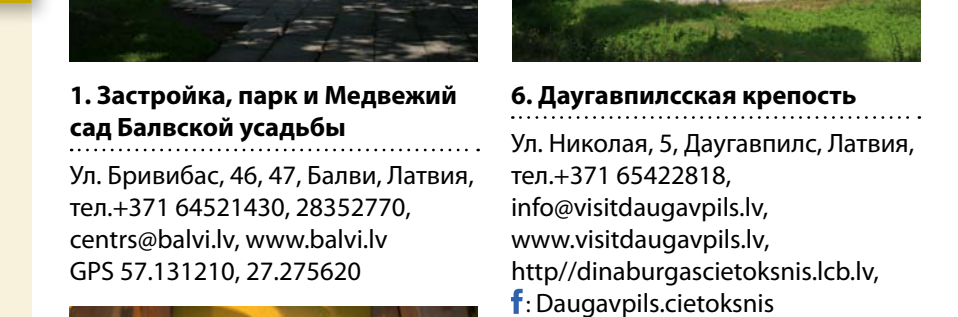 1. Застройка, парк и Медвежий
сад Балвской усадьбы
Ул. Бривибас, 46, 47, Балви, Латвия,
тел.+371 64521430, 28352770,
centrs@balvi.lv, www.balvi.lv
GPS 57.131210, 27.275620
6. Даугавпилсская крепость
Ул. Николая, 5, Даугавпилс, Латвия,
тел.+371 65422818,
info@visitdaugavpils.lv,
www.visitdaugavpils.lv,
http//dinaburgascietoksnis.lcb.lv,
f: Daugavpils.cietoksnis